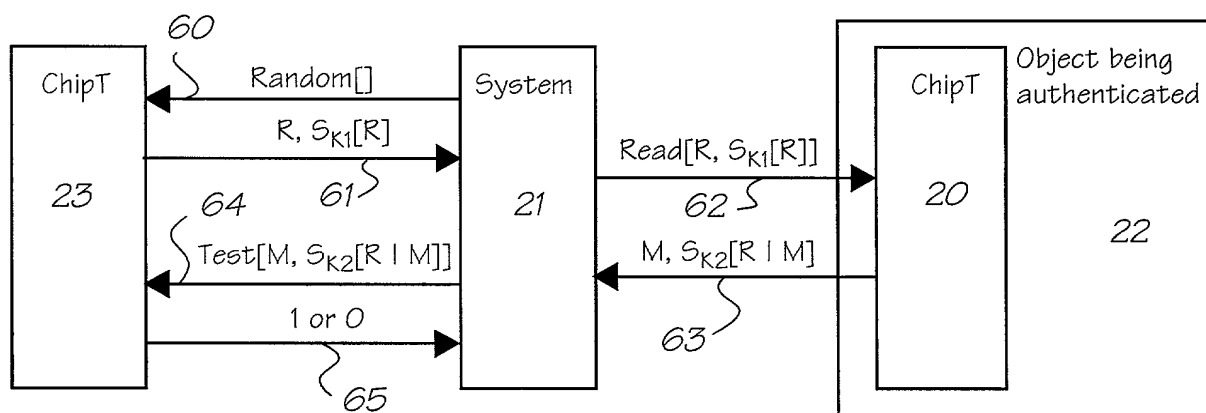 60
ChipT
Random[]
System
ChipT
Object being
authenticated
R, SK1[R]
Read[R, SK1[R]]
23
61
21
62
20
22
64
Test[M, SK2[R | M]]
M, SK2[R | M]
63
1 or 0
65